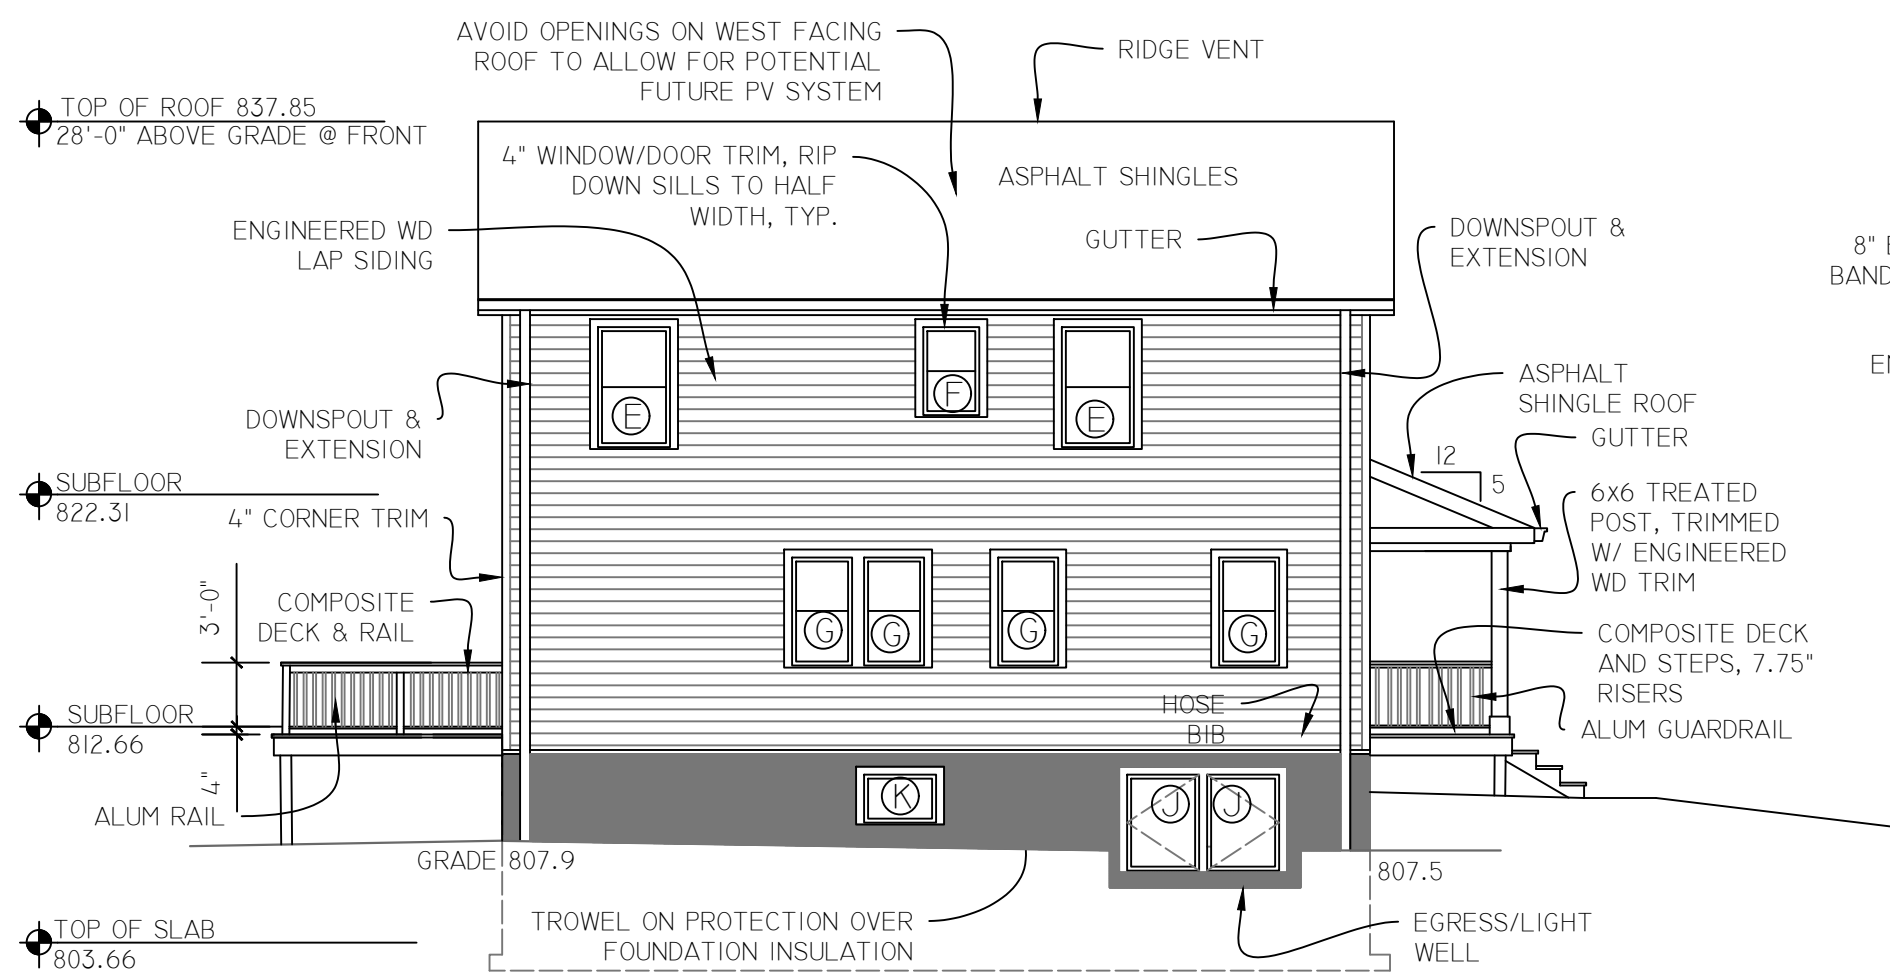 AVOID OPENINGS ON WEST FACING
ROOF TO ALLOW FOR POTENTIAL
FUTURE PV SYSTEM
RIDGE VENT
TOP OF ROOF 837.85
28'-0" ABOVE GRADE @ FRONT
4" WINDOW/DOOR TRIM, RIP
DOWN SILLS TO HALF
WIDTH, TYP.
ASPHALT SHINGLES
ENGINEERED WD
LAP SIDING
GUTTER
DOWNSPOUT &
EXTENSION
8"
BAND
E
F
E
DOWNSPOUT &
EXTENSION
ASPHALT
SHINGLE ROOF
GUTTER
12
5
SUBFLOOR
822.31
4" CORNER TRIM
6x6 TREATED
POST, TRIMMED
W/ ENGINEERED
WD TRIM
3'-0"
COMPOSITE
DECK & RAIL
G
G
G
G
COMPOSITE DECK
AND STEPS, 7.75"
RISERS
SUBFLOOR
812.66
HOSE
BIB
ALUM GUARDRAIL
4"
ALUM RAIL
K
J
J
GRADE 807.9
807.5
TOP OF SLAB
803.66
TROWEL ON PROTECTION OVER
FOUNDATION INSULATION
EGRESS/LIGHT
WELL